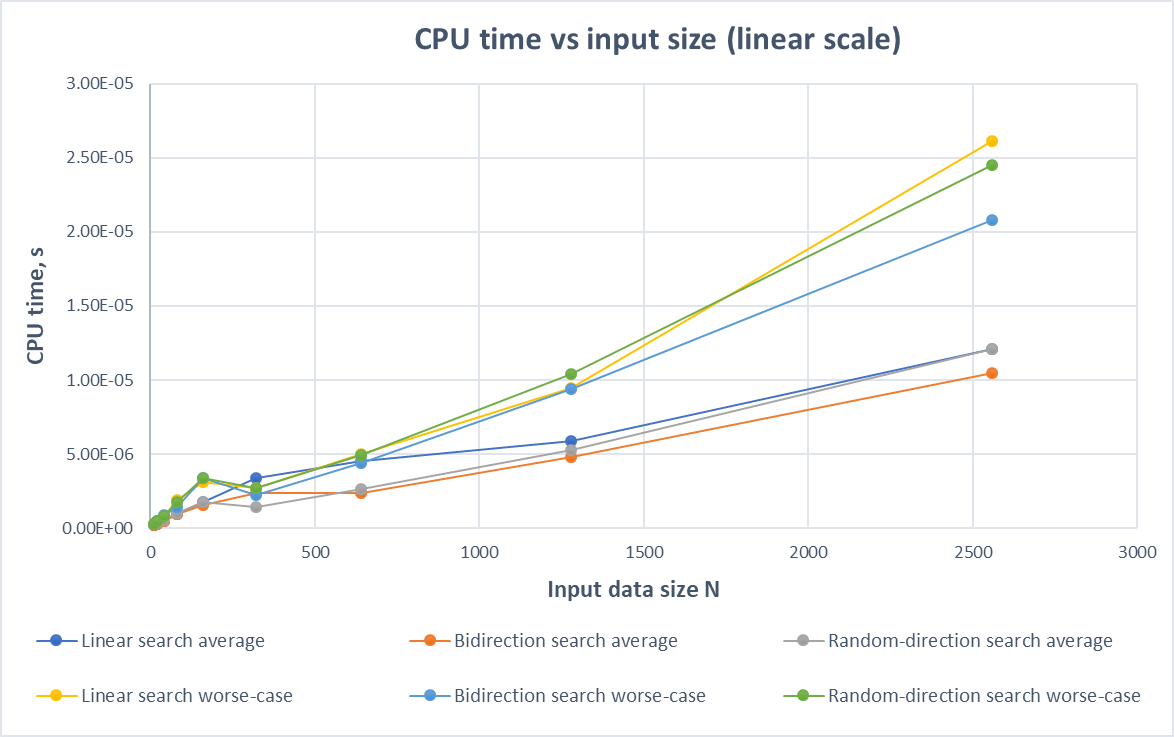 CPU time vs input size (linear scale)
3.00E-05
2.50E-05
2.00E-05
1.50E-05
1.00E-05
5.00E-06
0.00E+00
CPU time, s
0 500 1000 1500 2000 2500 3000
Input data size N
Linear search average Bidirection search average Random-direction search average
Linear search worse-case Bidirection search worse-case Random-direction search worse-case